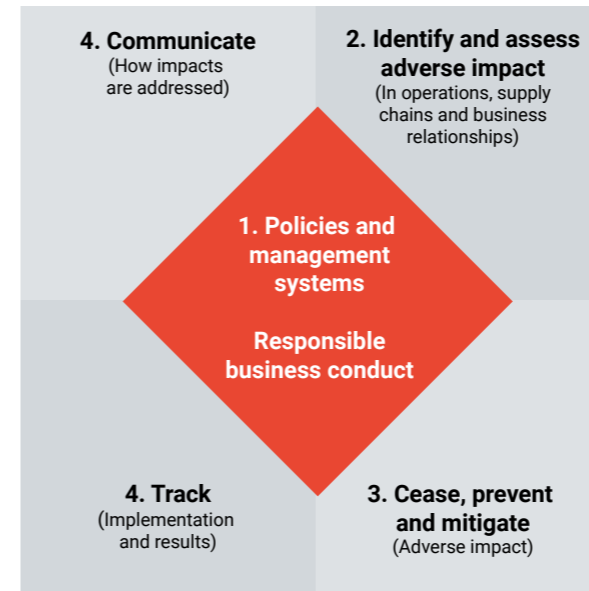 4. Communicate
(How impacts
are addressed)
2. Identify and assess
adverse impact
(In operations, supply
chains and business
relationships)
1. Policies and
management
systems
Responsible
business conduct
4. Track
(Implementation
and results)
3. Cease, prevent
and mitigate
(Adverse impact)